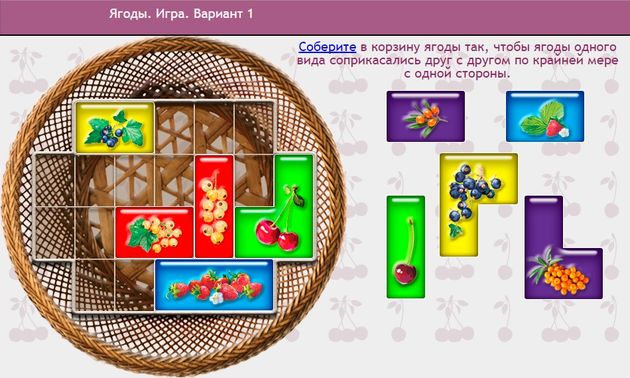 Ягоды. Игра. Вариант 1
Соберите в корзину ягоды так, чтобы ягоды одного
вида соприкасались друг с другом по крайней мере
с одной стороны.